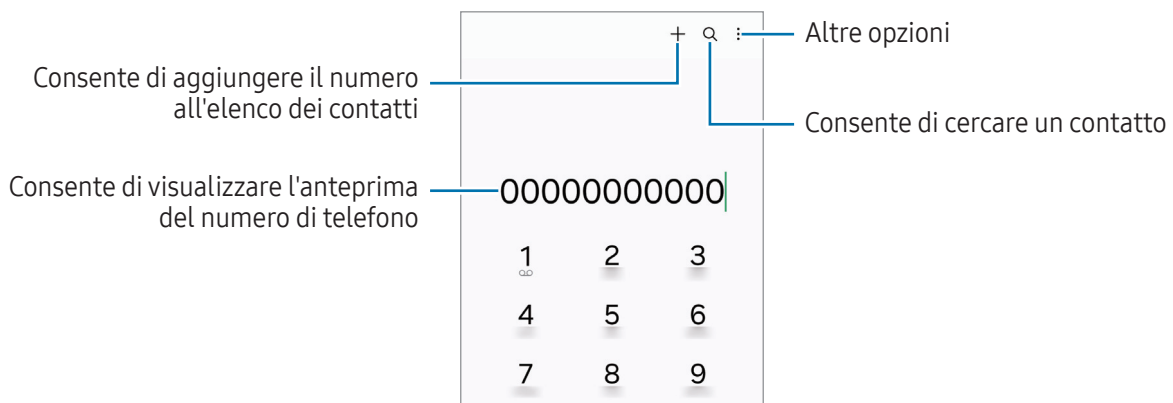 Altre opzioni
Consente di aggiungere il numero
all'elenco dei contatti
Consente di cercare un contatto
Consente di visualizzare l'anteprima
del numero di telefono
00000000000
1 2 3
4 5 6
7 8 9